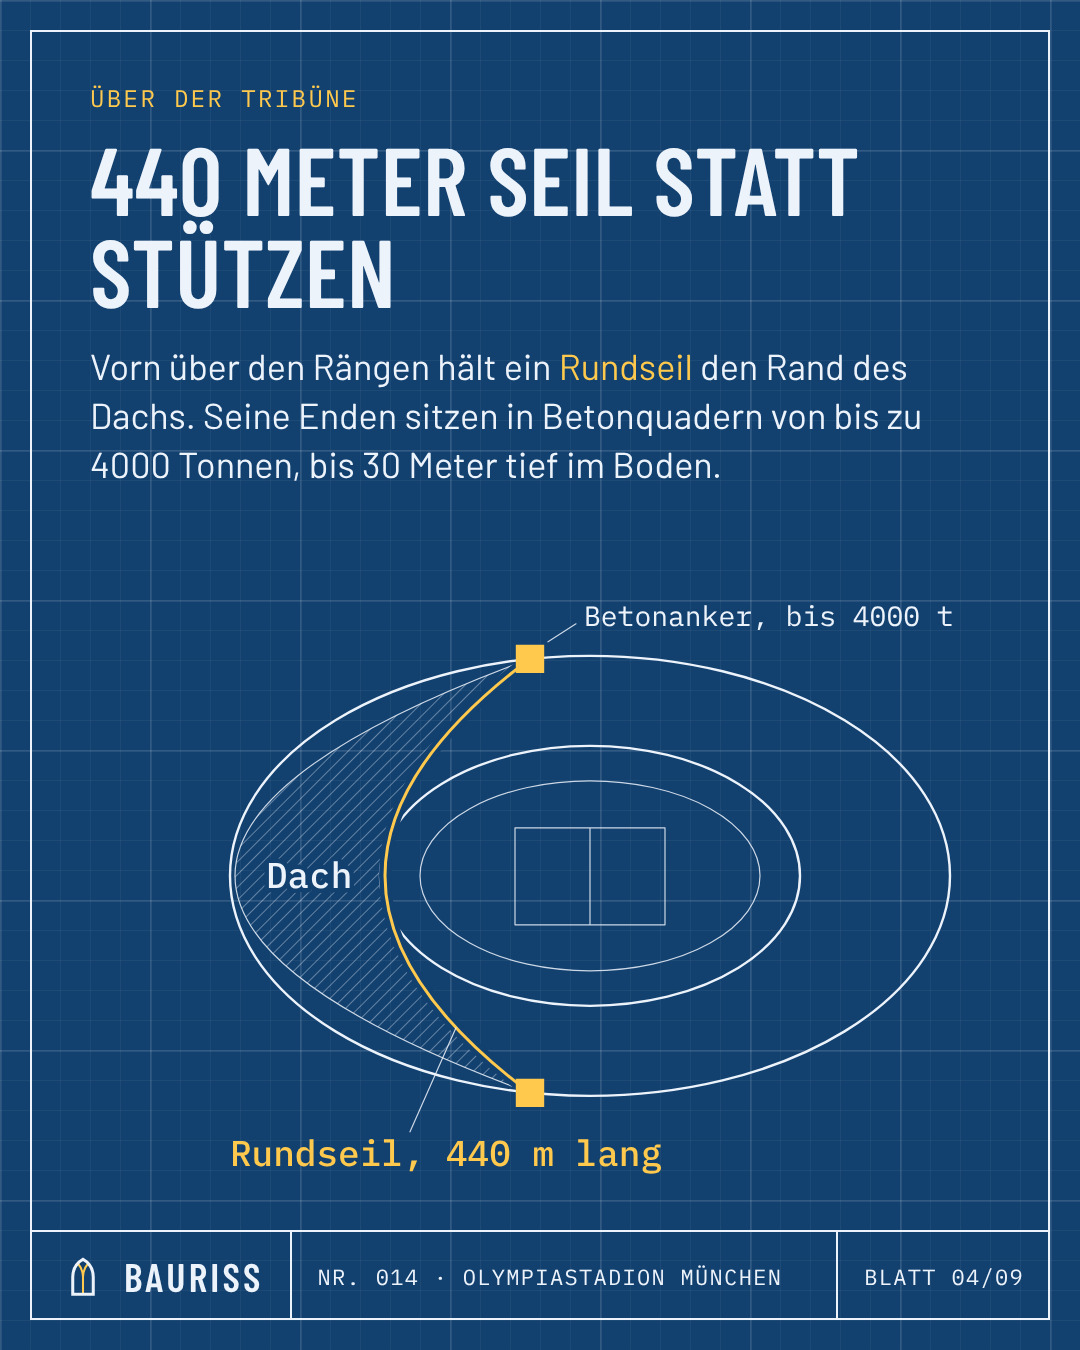 ÜBER DER TRIBÜNE
440 METER SEIL STATT
STÜTZEN
Vorn über den Rängen hält ein Rundseil den Rand des
Dachs. Seine Enden sitzen in Betonquadern von bis zu
4000 Tonnen, bis 30 Meter tief im Boden.
Betonanker, bis 4000 t
Dach
Rundseil, 440 m lang
BAURISS
NR. 014 · OLYMPIASTADION MÜNCHEN
BLATT 04/09